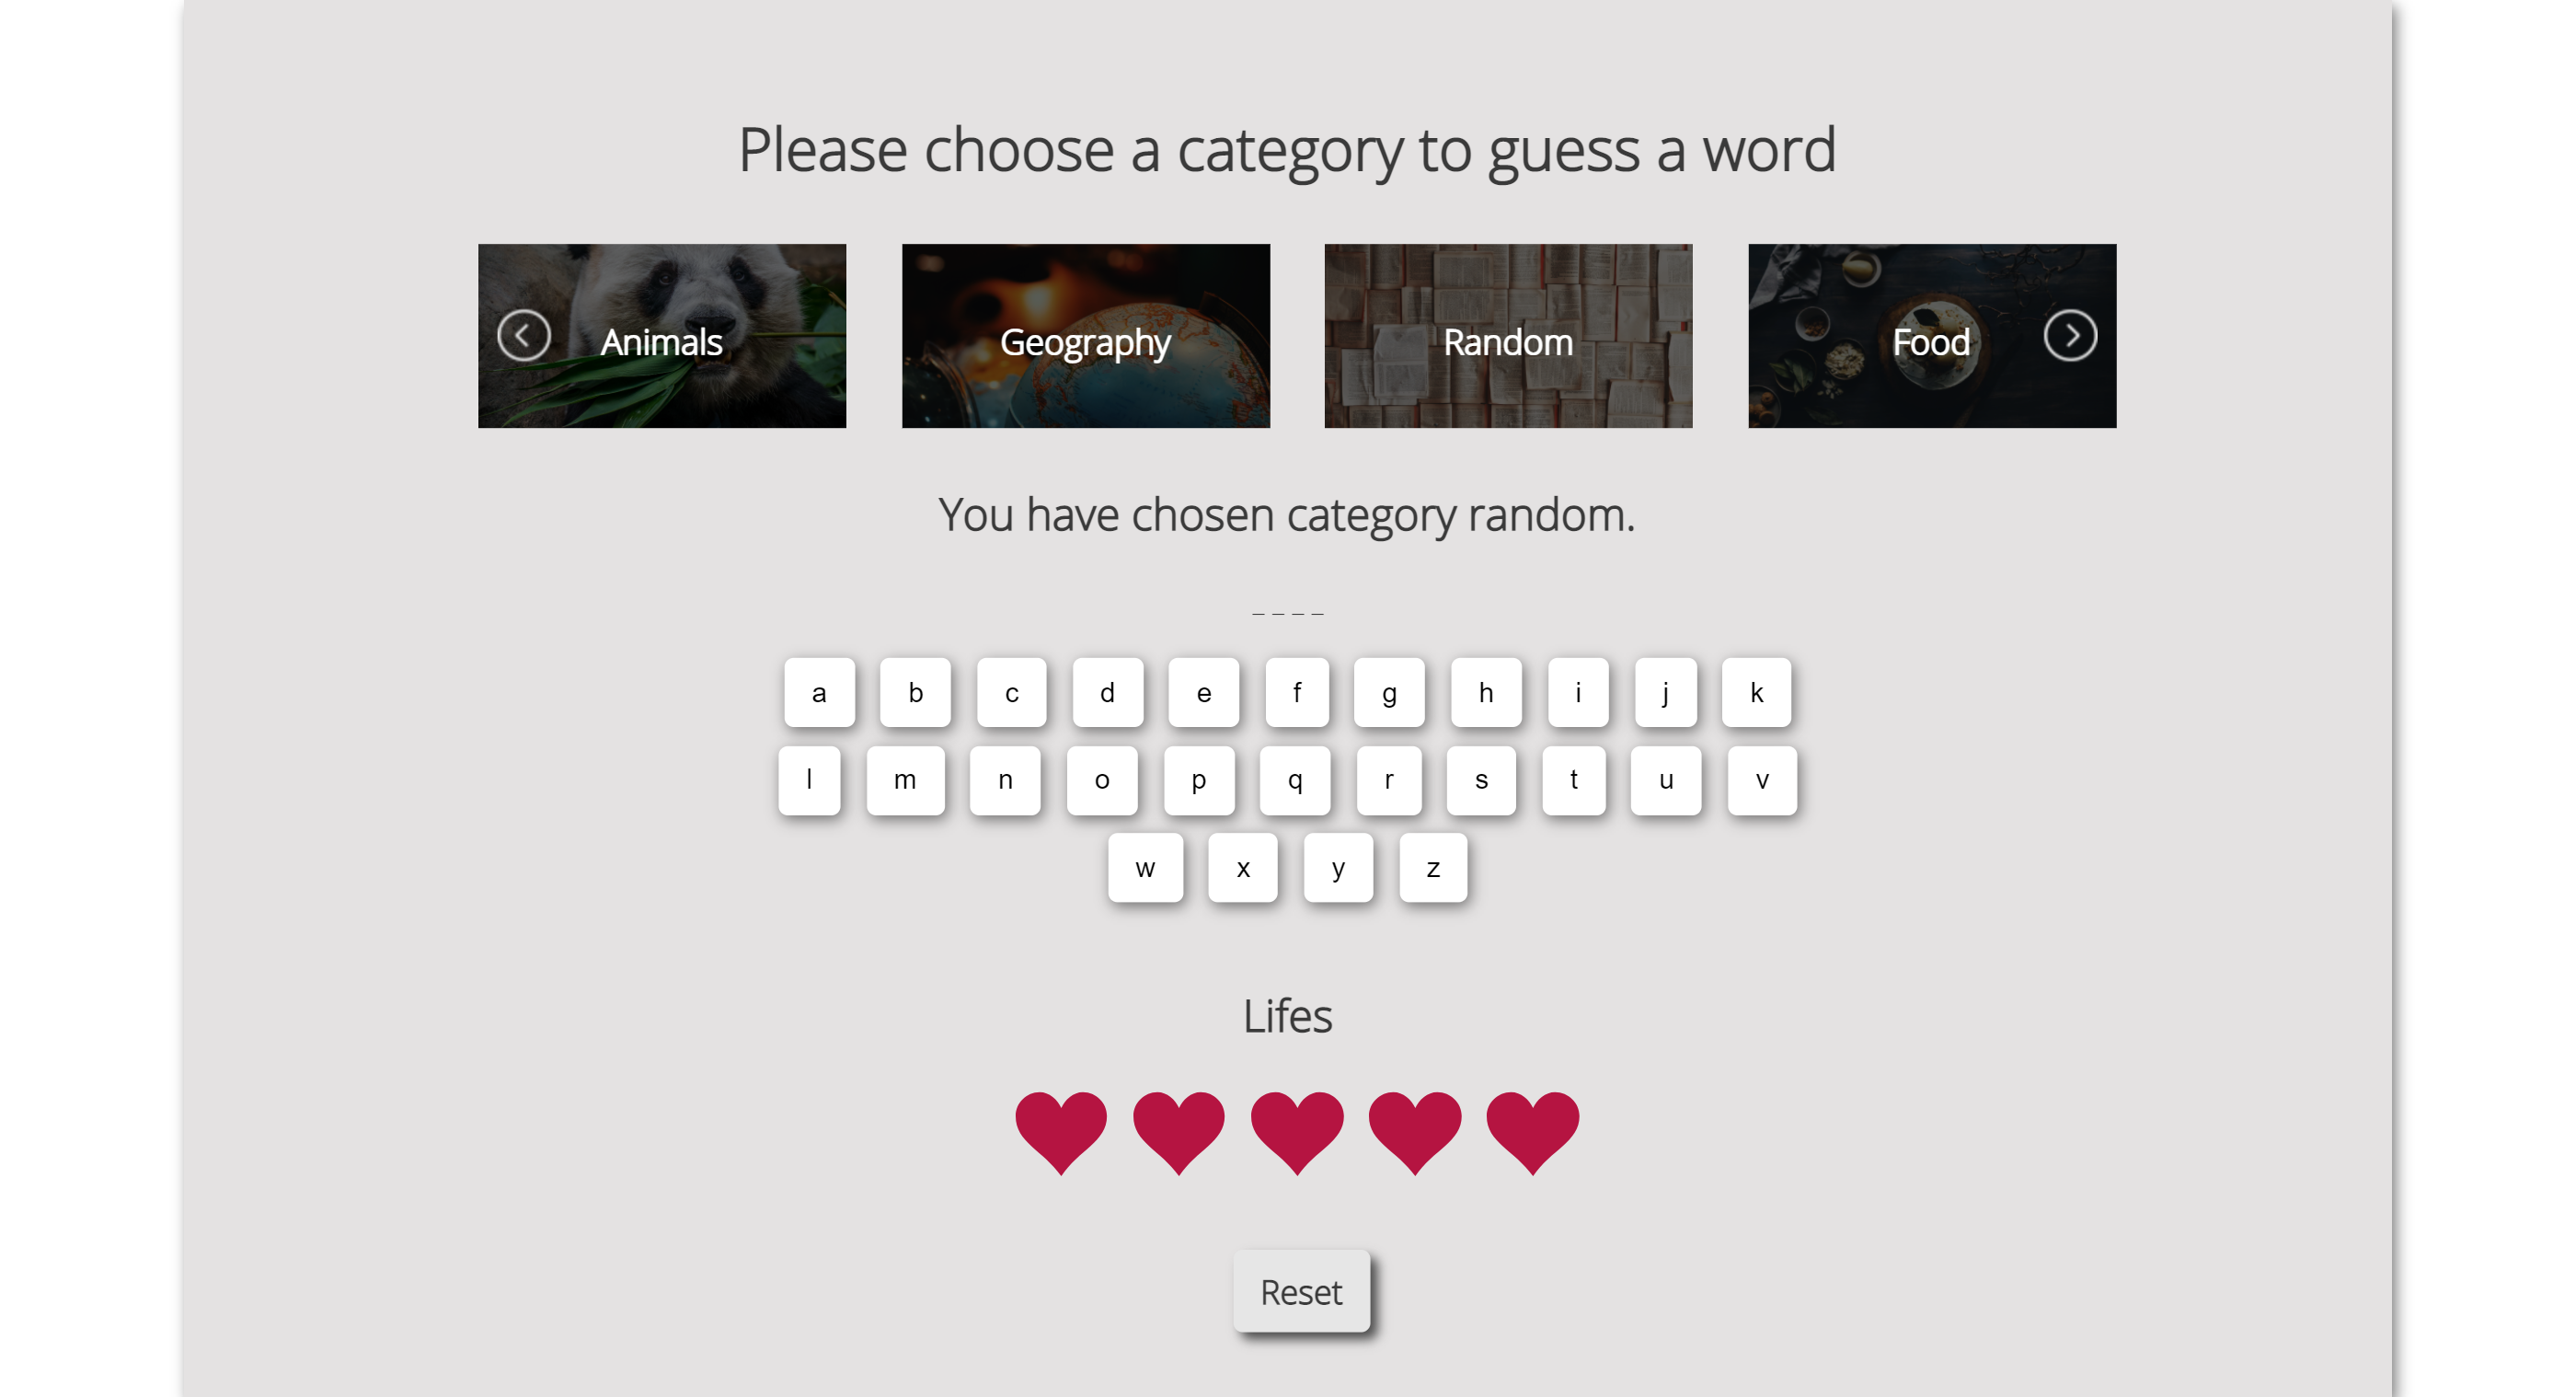 Please choose a category to guess a word
Animals Geography Random Food
You have chosen category random.
_ _ _ _
a b c d e f g h i j k
l m n o p q r s t u v
w x y z
Lifes
Reset